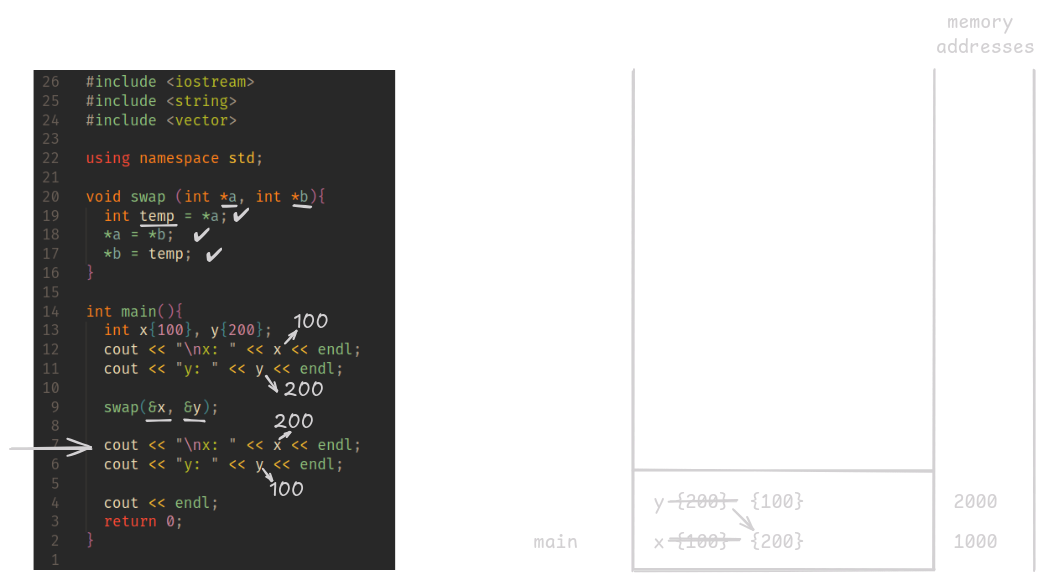 memory
addresses
26 #include <iostream>
25 #include <string>
24 #include <vector>
23
22 using namespace std;
21
20 void swap (int *a, int *b){
19 int temp = *a; ✔
18 *a = *b; ✔
17 *b = temp; ✔
16 }
15
14 int main(){
100
13 int x{100}, y{200};
12 cout << "\nx: " << x << endl;
11 cout << "y: " << y << endl;
10
200
9 swap(&x, &y);
200
8
7 cout << "\nx: " << x << endl;
6 cout << "y: " << y << endl;
5
100
4 cout << endl;
3 return 0;
2 }
1
y {200} {100} 2000
main x {100} {200} 1000